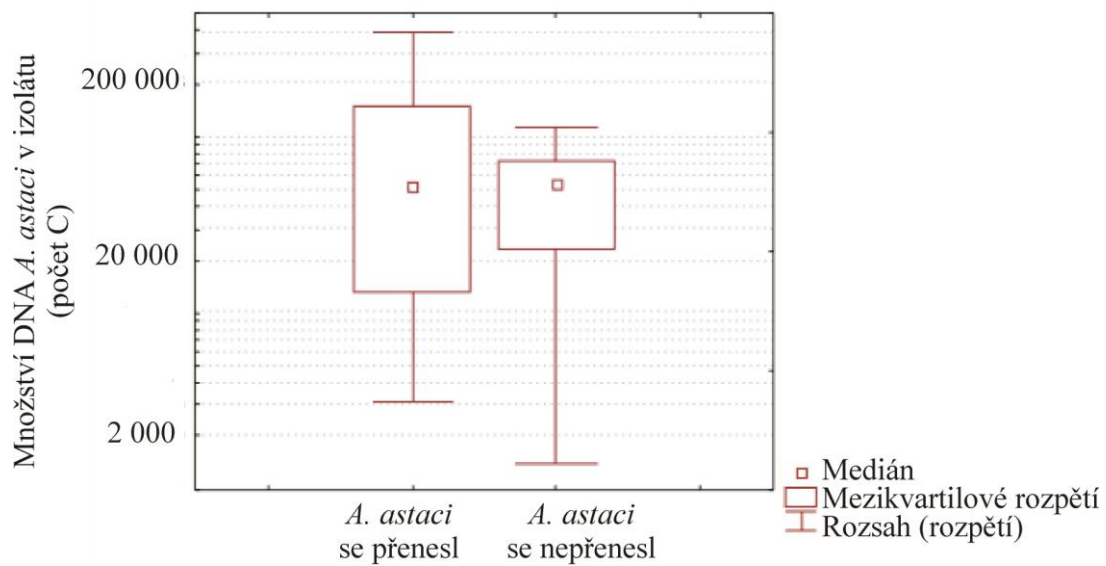 Množství DNA A. astaci v izolátu
(počet C)
200 000
20 000
2 000
A. astaci
se přenesl
A. astaci
se nepřenesl
Medián
Mezikvartilové rozpětí
Rozsah (rozpětí)